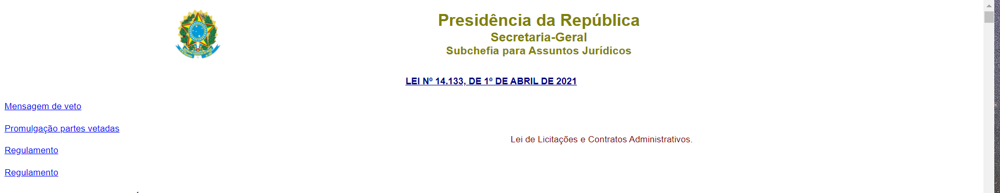 Presidência da República
Secretaria-Geral
Subchefia para Assuntos Jurídicos
LEI Nº 14.133, DE 1º DE ABRIL DE 2021
Mensagem de veto
Promulgação partes vetadas
Lei de Licitações e Contratos Administrativos.
Regulamento
Regulamento